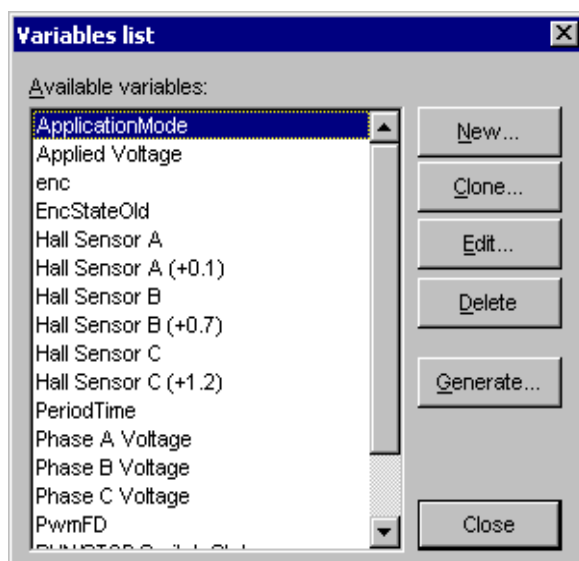 Variables list
Available variables:
ApplicationMode
Applied Voltage
enc
EncStateOld
Hall Sensor A
Hall Sensor A (+0.1)
Hall Sensor B
Hall Sensor B (+0.7)
Hall Sensor C
Hall Sensor C (+1.2)
PeriodTime
Phase A Voltage
Phase B Voltage
Phase C Voltage
PwmFD
New...
Clone...
Edit...
Delete
Generate...
Close